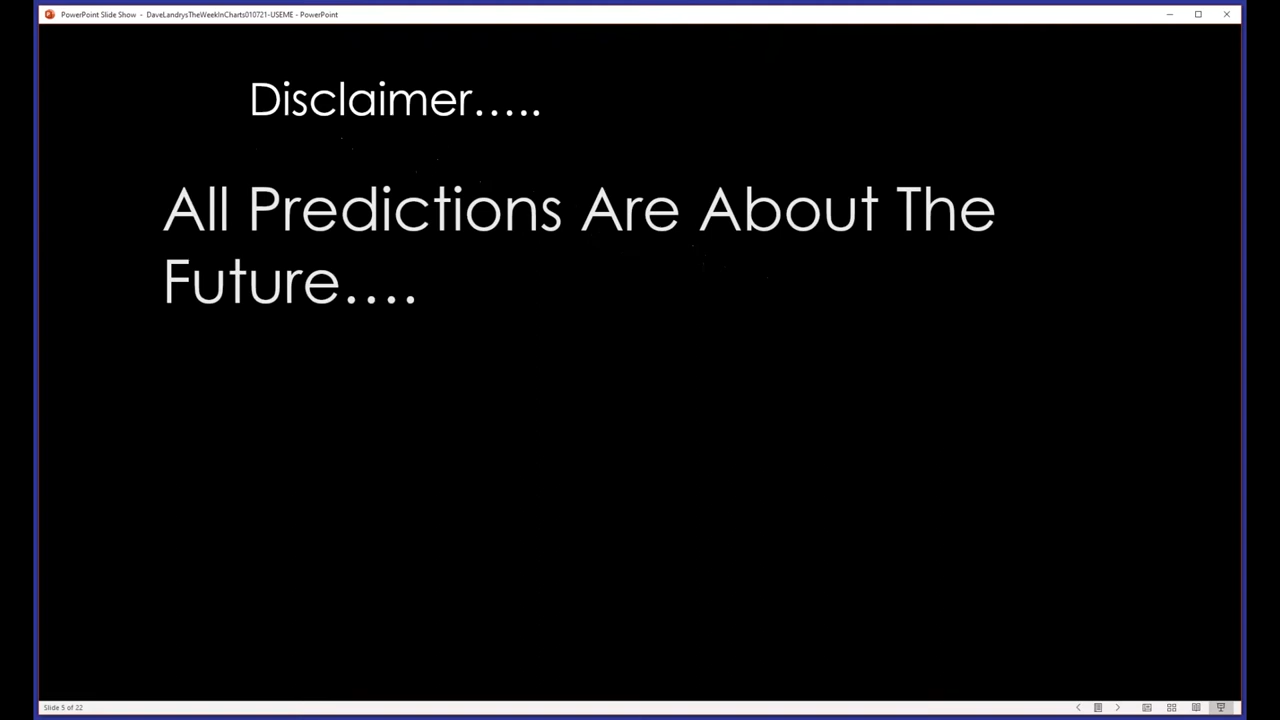 PowerPoint Slide Show - DaveLandrysTheWeekInCharts010721-USEME - PowerPoint
Disclaimer.....
All Predictions Are About The
Future....
Slide 5 of 22